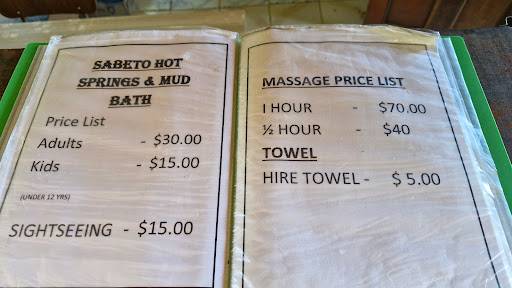 SABETO HOT
SPRINGS & MUD
BATH
Price List
Adults - $30.00
Kids - $15.00
(UNDER 12 YRS)
SIGHTSEEING - $15.00
MASSAGE PRICE LIST
1 HOUR - $70.00
½ HOUR - $40
TOWEL
HIRE TOWEL - $ 5.00